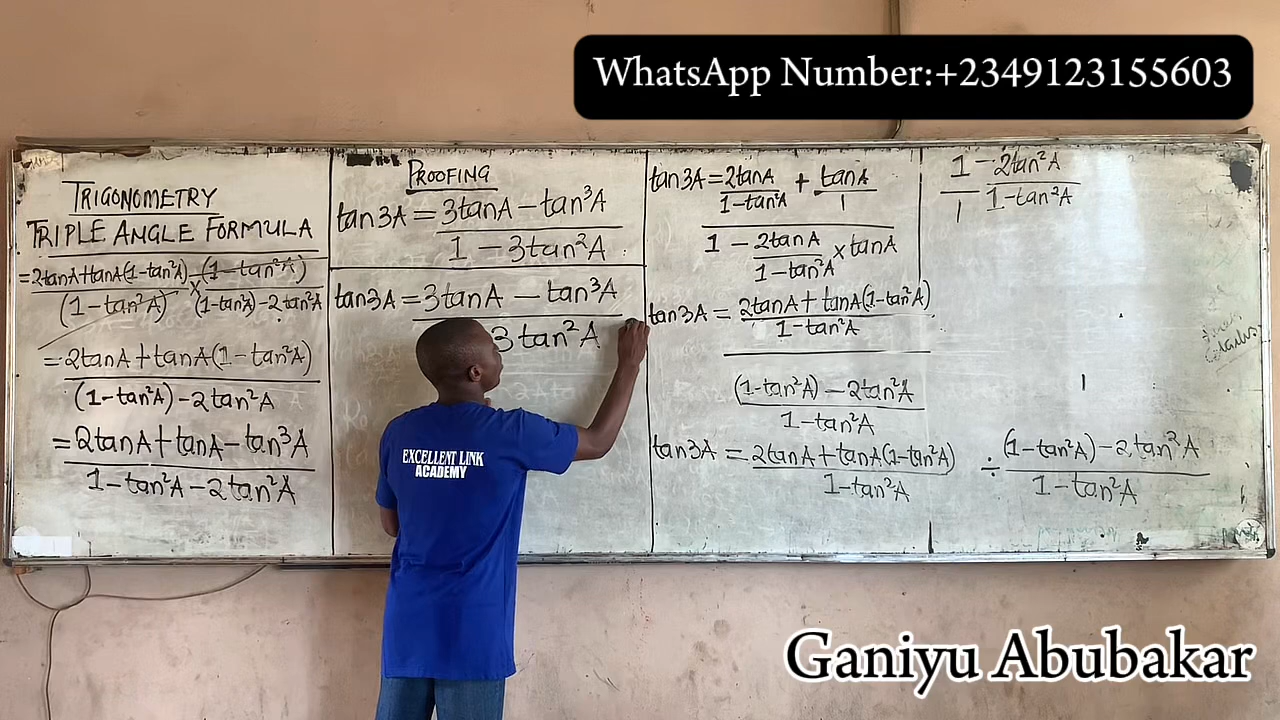 WhatsApp Number:+2349123155603
TRIGONOMETRY
TRIPLE ANGLE FORMULA
= 2tanA+tanA(1-tan²A) / (1-tan²A) × (1-tan²A) / (1-tan²A)-2tan²A
= 2tanA+tanA(1-tan²A) / (1-tan²A)-2tan²A
= 2tanA+tanA-tan³A / 1-tan²A-2tan²A
PROOFING
tan3A = 3tanA-tan³A / 1-3tan²A
tan3A = 3tanA-tan³A / 3tan²A
EXCELLENT LINK
ACADEMY
tan3A = 2tanA / 1-tan²A + tanA / 1
1 - 2tanA / 1-tan²A × tanA
tan3A = 2tanA+tanA(1-tan²A) / 1-tan²A
(1-tan²A)-2tan²A / 1-tan²A
tan3A = 2tanA+tanA(1-tan²A) / 1-tan²A ÷ (1-tan²A)-2tan²A / 1-tan²A
1 / 1 - 2tan²A / 1-tan²A
Ganiyu Abubakar